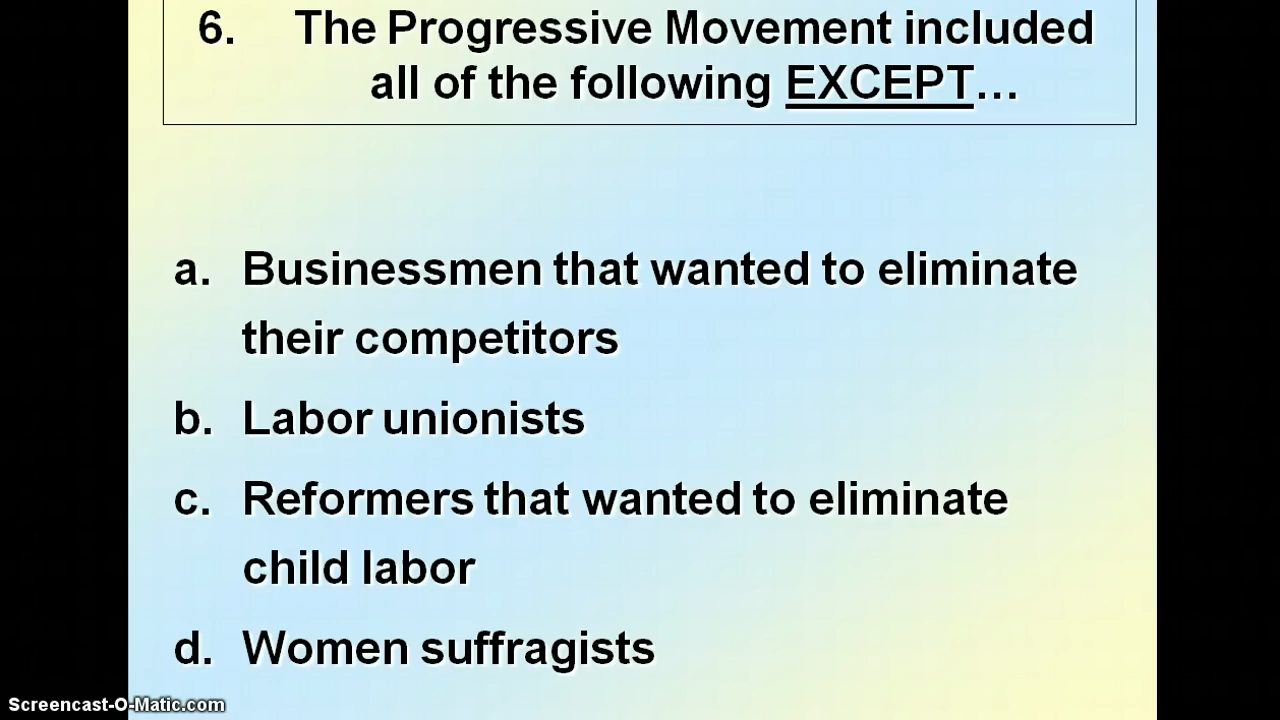 6. The Progressive Movement included
all of the following EXCEPT...
a. Businessmen that wanted to eliminate
their competitors
b. Labor unionists
c. Reformers that wanted to eliminate
child labor
d. Women suffragists
Screencast-O-Matic.com